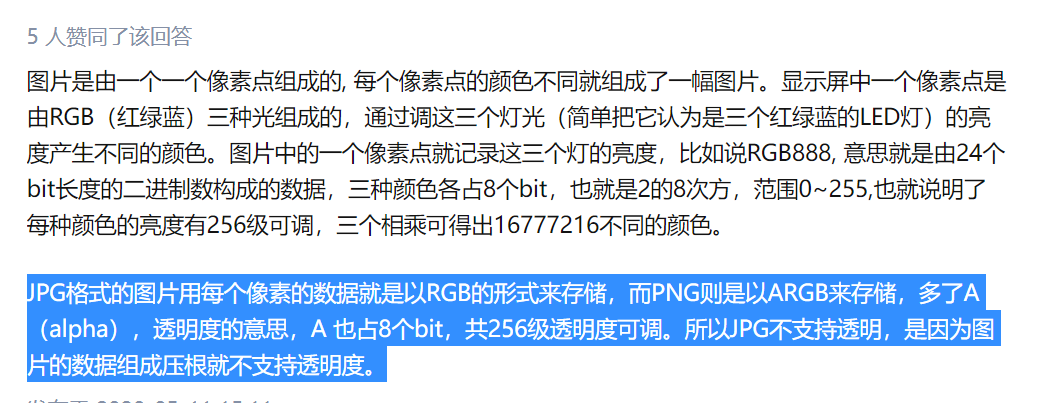 5 人赞同了该回答
图片是由一个一个像素点组成的, 每个像素点的颜色不同就组成了一幅图片。显示屏中一个像素点是
由RGB（红绿蓝）三种光组成的，通过调这三个灯光（简单把它认为是三个红绿蓝的LED灯）的亮
度产生不同的颜色。图片中的一个像素点就记录这三个灯的亮度，比如说RGB888, 意思就是由24个
bit长度的二进制数构成的数据，三种颜色各占8个bit，也就是2的8次方，范围0~255,也就说明了
每种颜色的亮度有256级可调，三个相乘可得出16777216不同的颜色。
JPG格式的图片用每个像素的数据就是以RGB的形式来存储，而PNG则是以ARGB来存储，多了A
（alpha），透明度的意思，A 也占8个bit，共256级透明度可调。所以JPG不支持透明，是因为图
片的数据组成压根就不支持透明度。